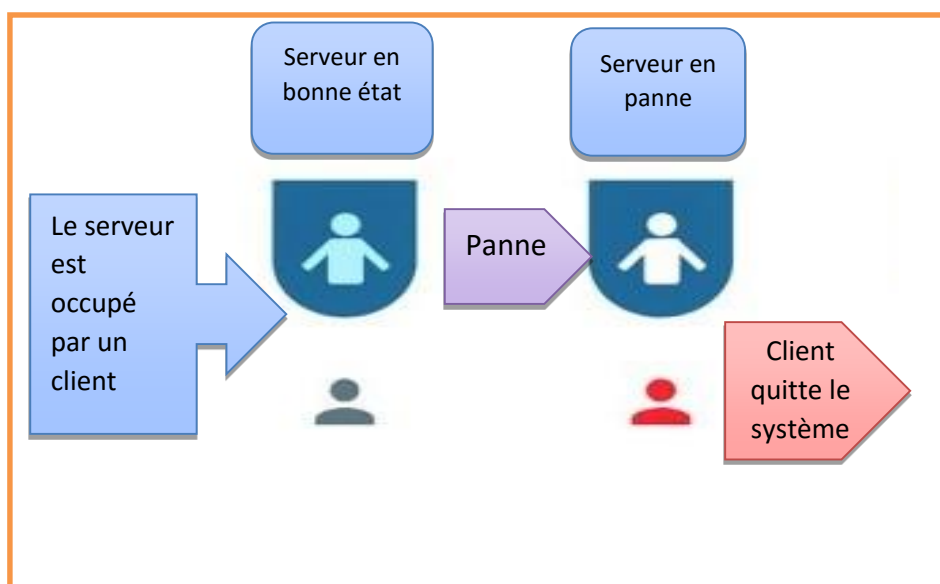 Serveur en
bonne état
Serveur en
panne
Le serveur
est
occupé
par un
client
Panne
Client
quitte le
système